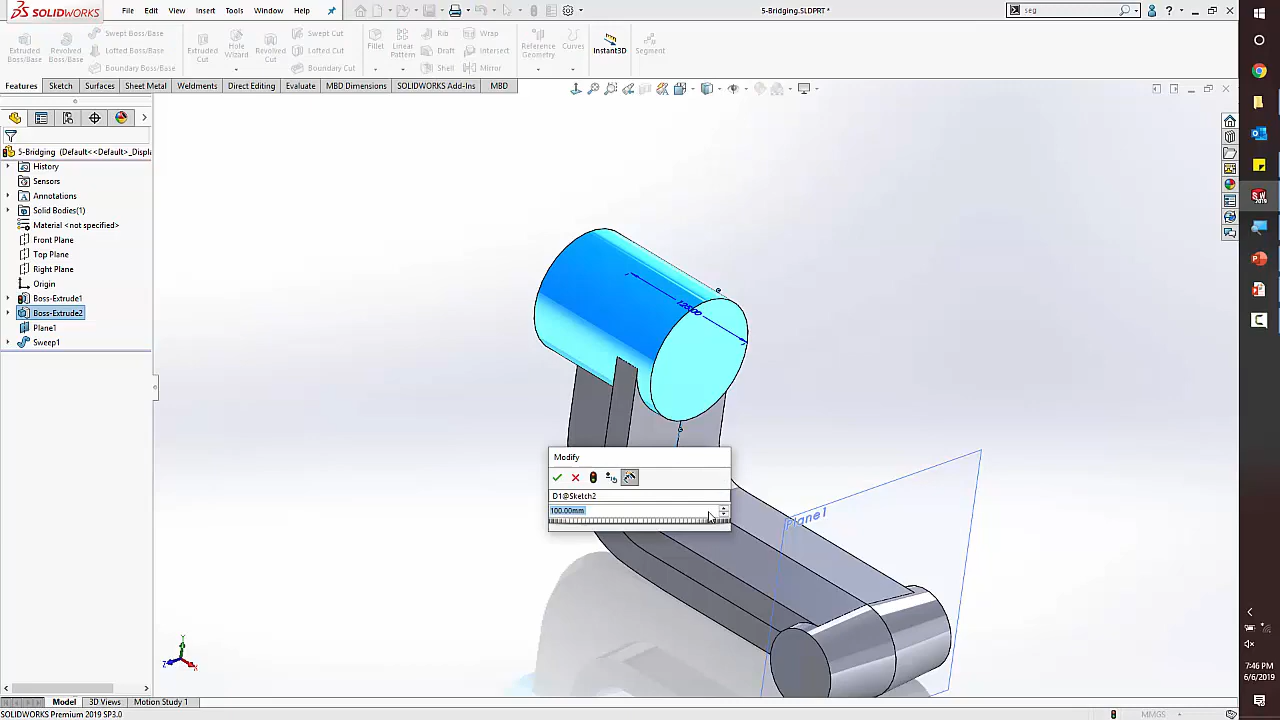 SOLIDWORKS File Edit View Insert Tools Window Help 5-Bridging.SLDPRT * seg
Extruded Boss/Base
Revolved Boss/Base
Swept Boss/Base
Lofted Boss/Base
Boundary Boss/Base
Extruded Cut
Hole Wizard
Revolved Cut
Swept Cut
Lofted Cut
Boundary Cut
Fillet
Linear Pattern
Rib
Draft
Shell
Wrap
Intersect
Mirror
Reference Geometry
Curves
Instant3D
Segment
Features Sketch Surfaces Sheet Metal Weldments Direct Editing Evaluate MBD Dimensions SOLIDWORKS Add-Ins MBD
5-Bridging (Default<<Default>_Displ
History
Sensors
Annotations
Solid Bodies(1)
Material <not specified>
Front Plane
Top Plane
Right Plane
Origin
Boss-Extrude1
Boss-Extrude2
Plane1
Sweep1
Modify
D1@Sketch2
100.00mm
Plane1
Model 3D Views Motion Study 1
SOLIDWORKS Premium 2019 SP3.0
MMGS
7:46 PM
6/6/2019